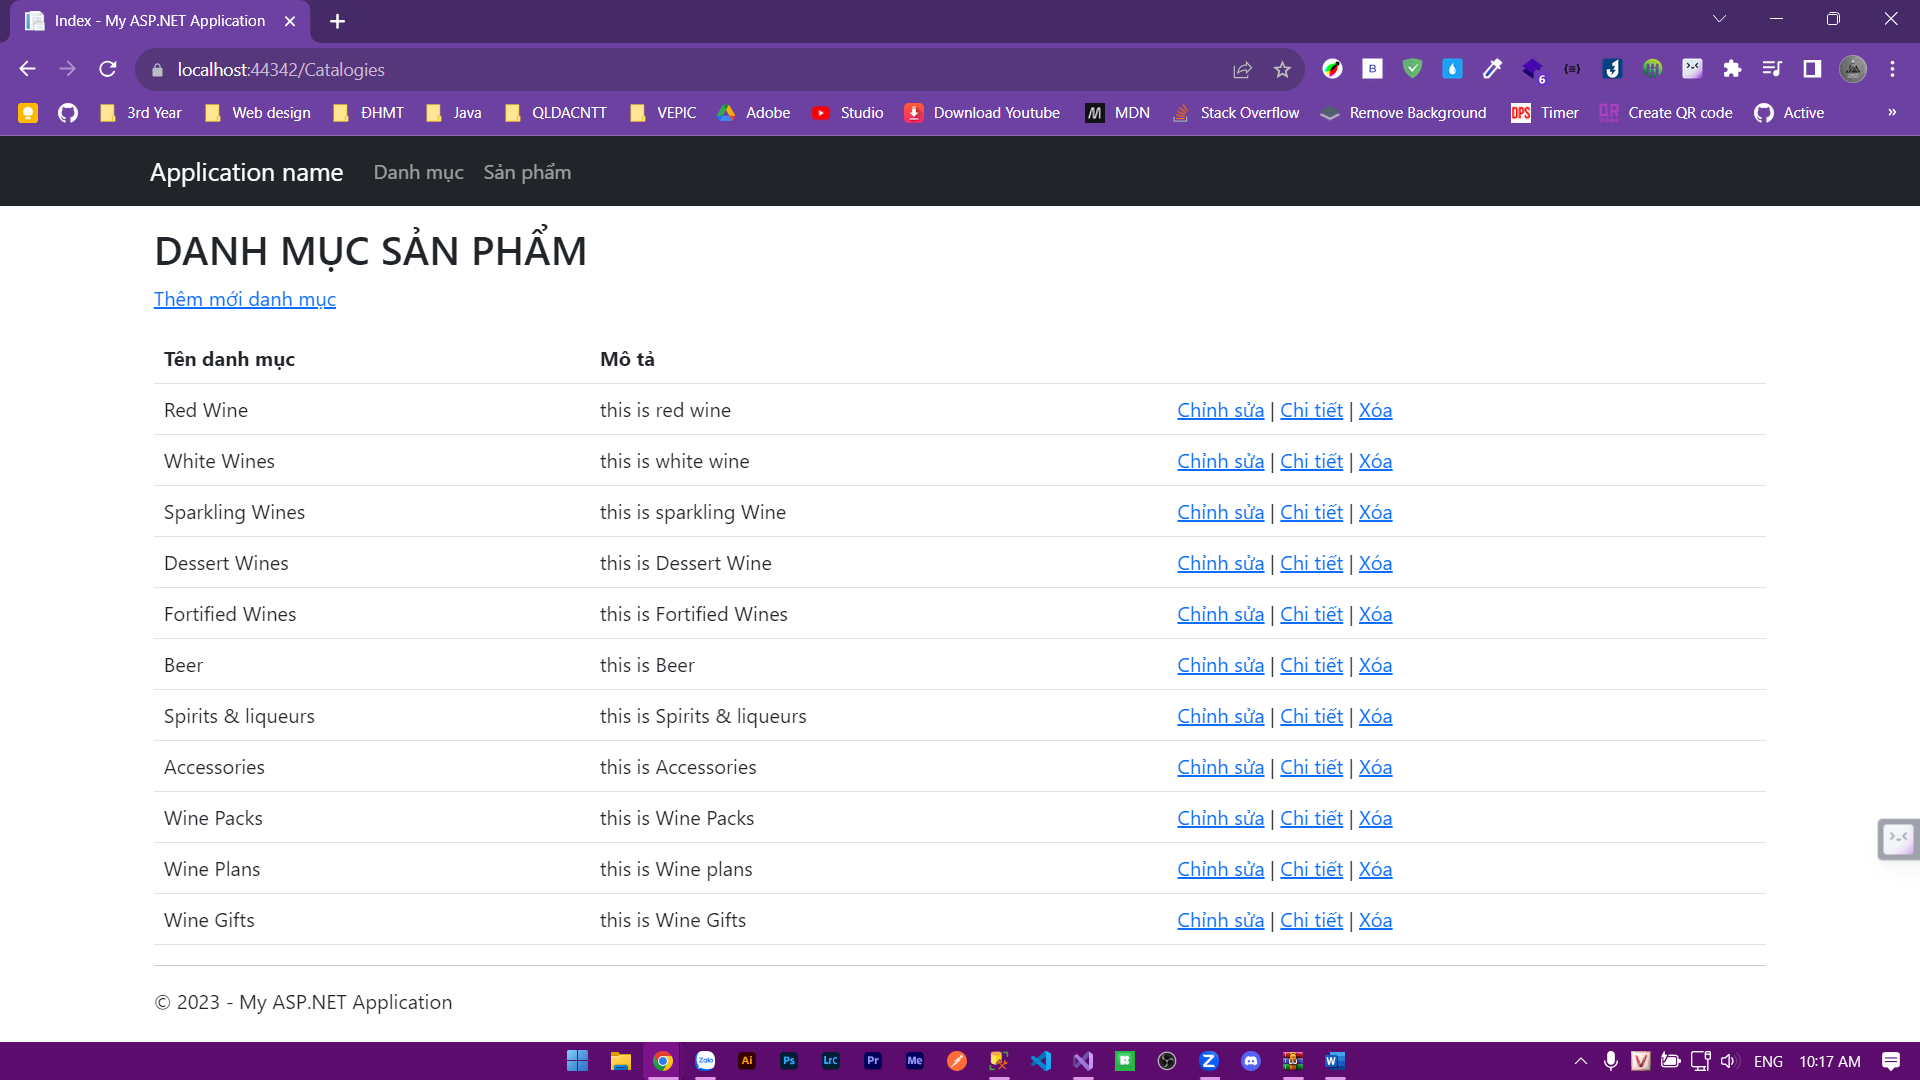 Index - My ASP.NET Application
localhost:44342/Catalogies
B
6
3rd Year
Web design
ĐHMT
Java
QLDACNTT
VEPIC
Adobe
Studio
Download Youtube
MDN
Stack Overflow
Remove Background
DPS Timer
QR Create QR code
Active
»
Application name
Danh mục
Sản phẩm
DANH MỤC SẢN PHẨM
Thêm mới danh mục
Tên danh mục Mô tả
Red Wine this is red wine Chỉnh sửa | Chi tiết | Xóa
White Wines this is white wine Chỉnh sửa | Chi tiết | Xóa
Sparkling Wines this is sparkling Wine Chỉnh sửa | Chi tiết | Xóa
Dessert Wines this is Dessert Wine Chỉnh sửa | Chi tiết | Xóa
Fortified Wines this is Fortified Wines Chỉnh sửa | Chi tiết | Xóa
Beer this is Beer Chỉnh sửa | Chi tiết | Xóa
Spirits & liqueurs this is Spirits & liqueurs Chỉnh sửa | Chi tiết | Xóa
Accessories this is Accessories Chỉnh sửa | Chi tiết | Xóa
Wine Packs this is Wine Packs Chỉnh sửa | Chi tiết | Xóa
Wine Plans this is Wine plans Chỉnh sửa | Chi tiết | Xóa
Wine Gifts this is Wine Gifts Chỉnh sửa | Chi tiết | Xóa
© 2023 - My ASP.NET Application
Zalo Ai Ps Lrc Pr Me Z W V ENG 10:17 AM